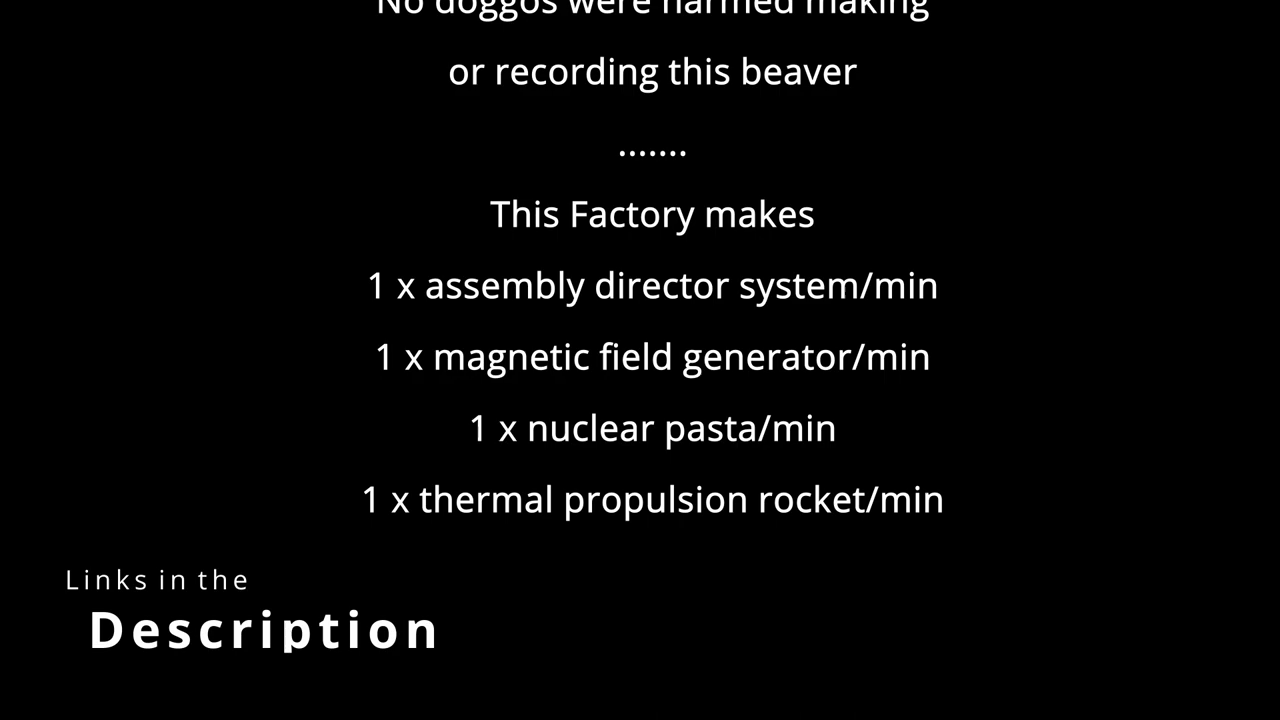 No doggos were harmed making
or recording this beaver
.......
This Factory makes
1 x assembly director system/min
1 x magnetic field generator/min
1 x nuclear pasta/min
1 x thermal propulsion rocket/min
Links in the
Description